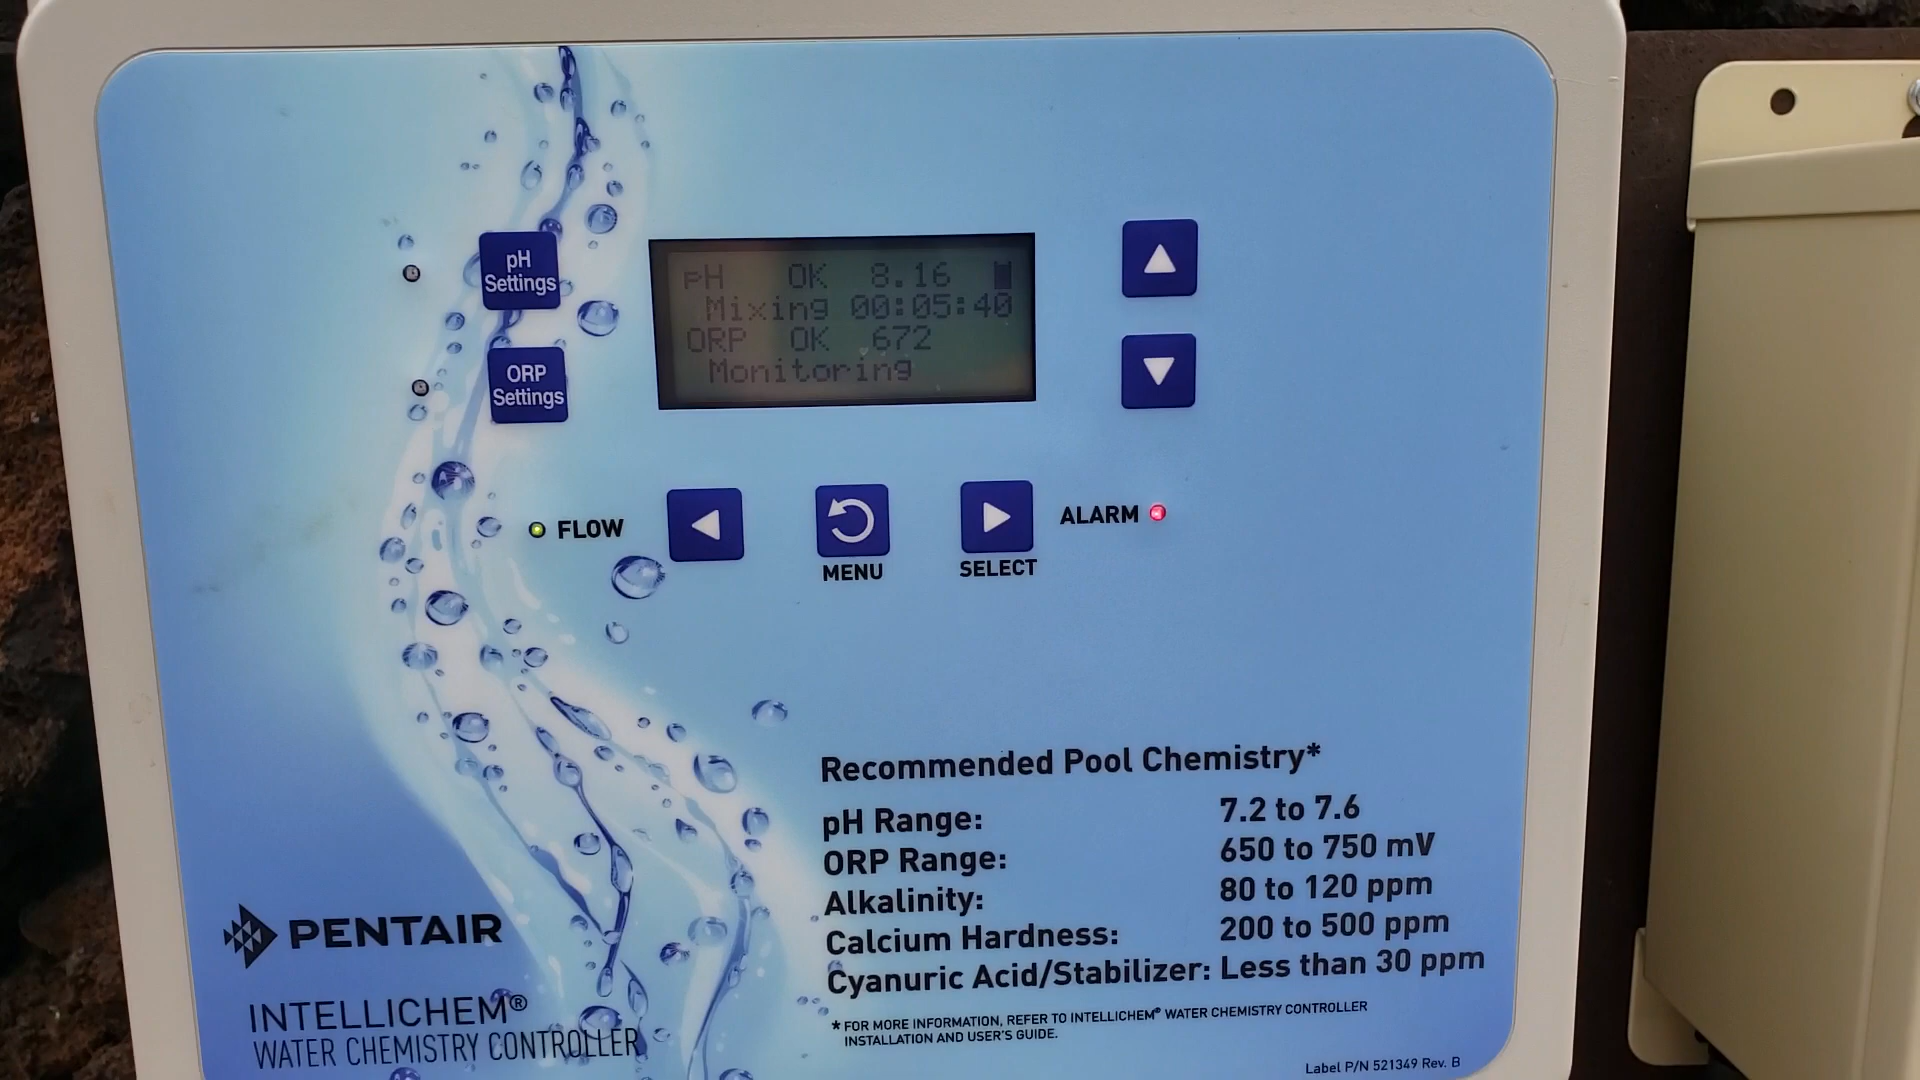 pH Settings
pH OK 8.16
Mixing 00:05:40
ORP OK 672
Monitoring
ORP Settings
FLOW
MENU
SELECT
ALARM
Recommended Pool Chemistry*
pH Range: 7.2 to 7.6
ORP Range: 650 to 750 mV
Alkalinity: 80 to 120 ppm
Calcium Hardness: 200 to 500 ppm
Cyanuric Acid/Stabilizer: Less than 30 ppm
* FOR MORE INFORMATION, REFER TO INTELLICHEM® WATER CHEMISTRY CONTROLLER
INSTALLATION AND USER'S GUIDE.
PENTAIR
INTELLICHEM®
WATER CHEMISTRY CONTROLLER
Label P/N 521349 Rev. B